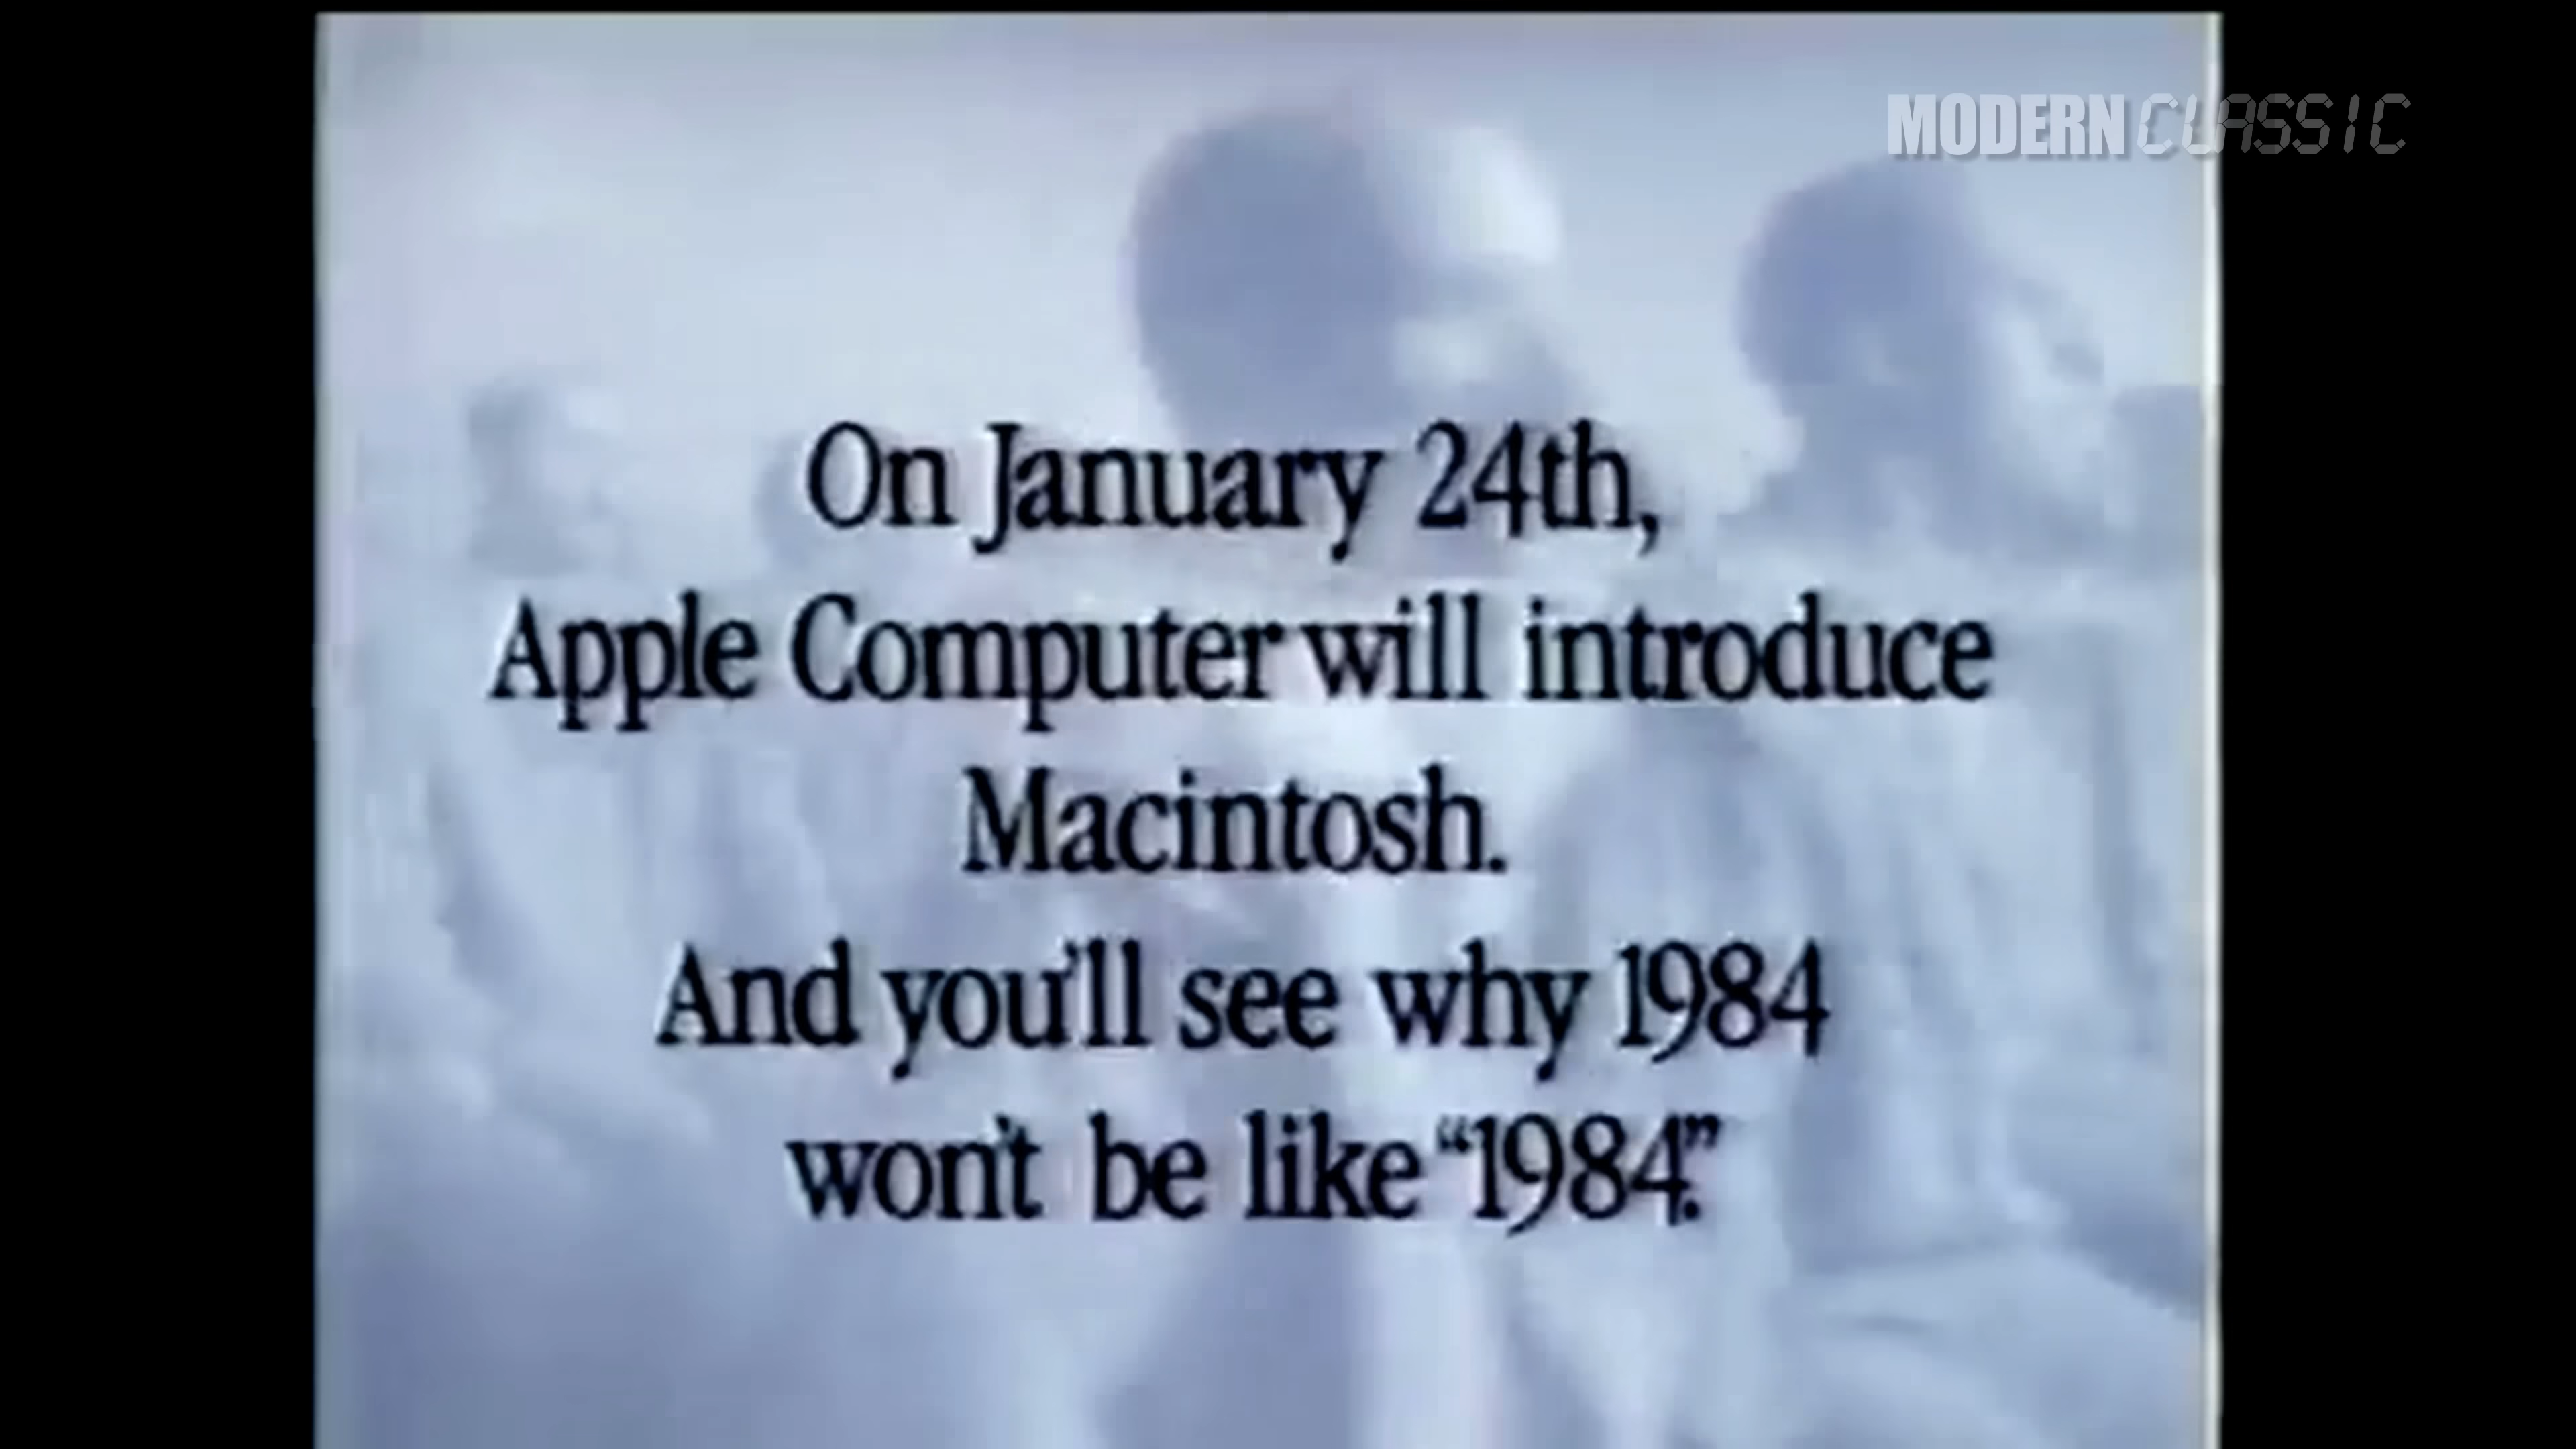 MODERN CLASSIC
On January 24th,
Apple Computer will introduce
Macintosh.
And you'll see why 1984
won't be like “1984.”